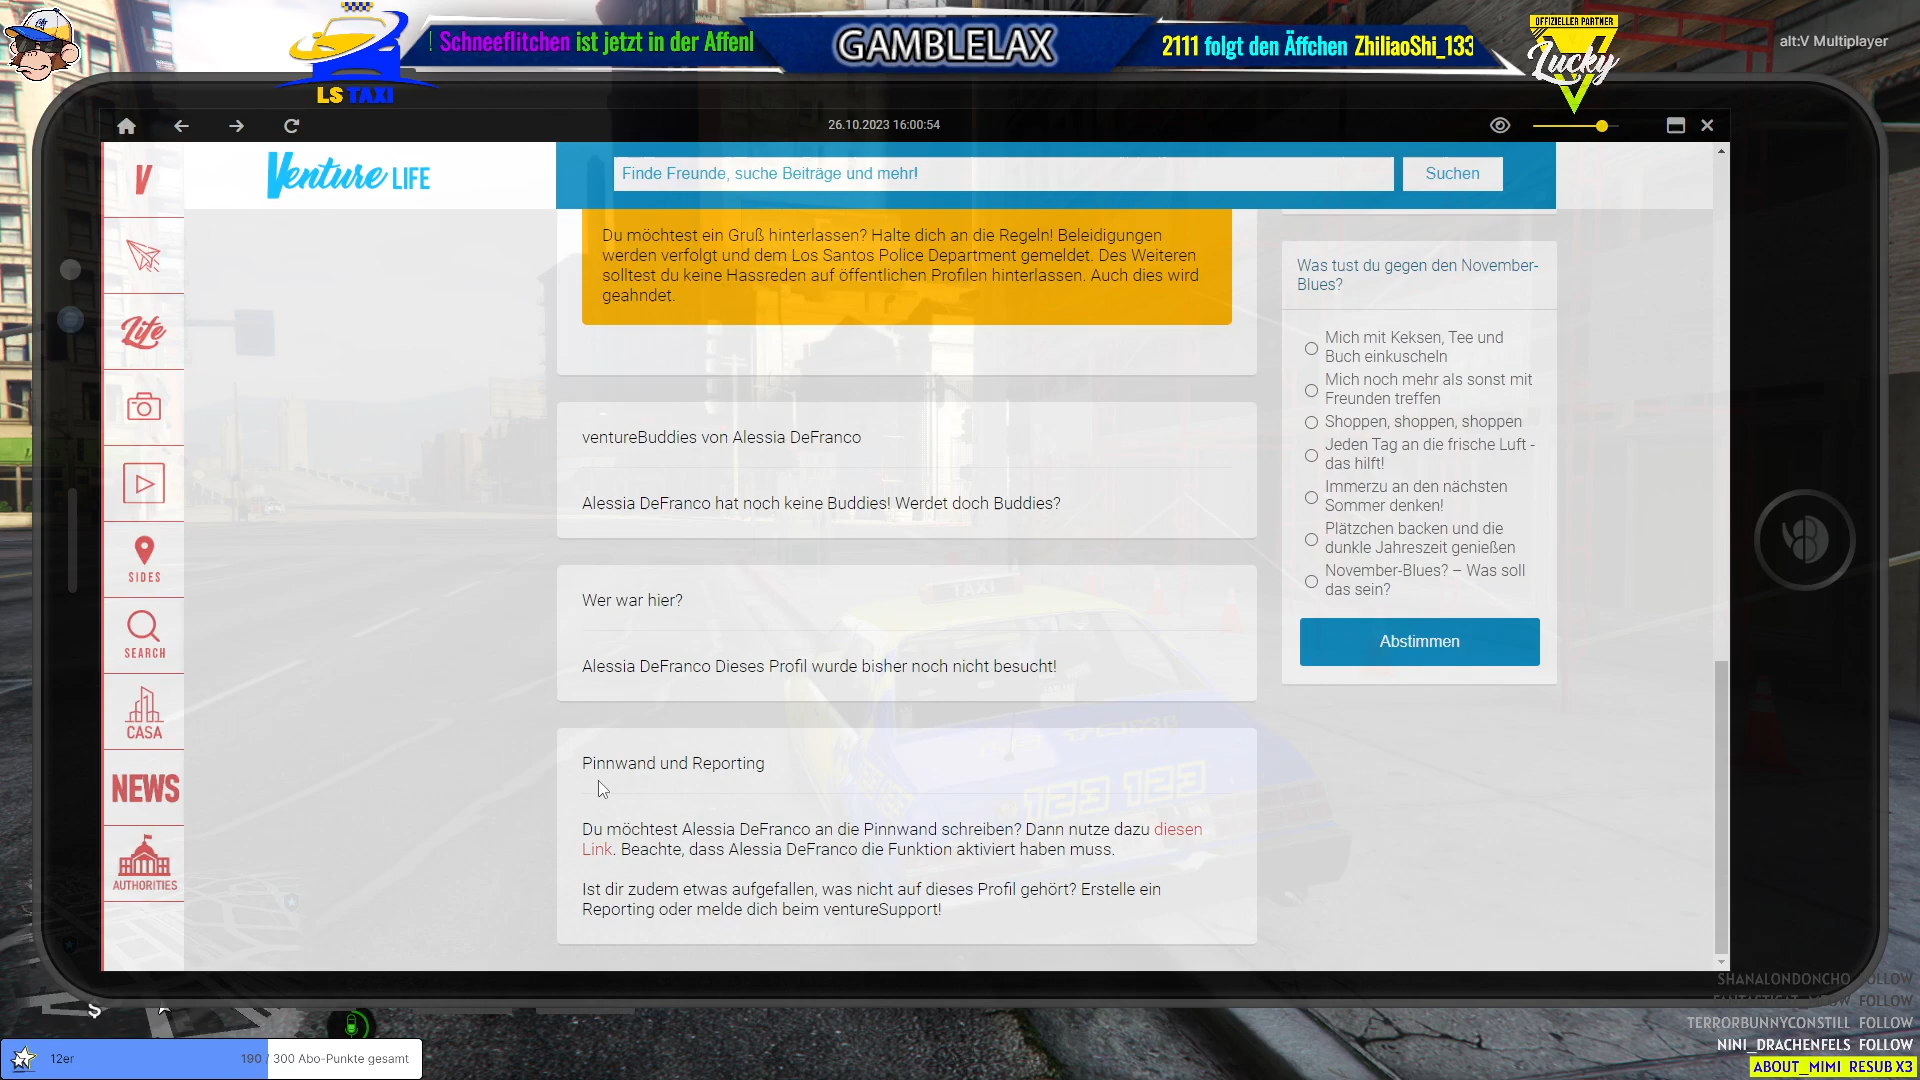 ! Schneeflitchen ist jetzt in der Affenl
GAMBLELAX
2111 folgt den Äffchen ZhiliaoShi_133
OFFIZIELLER PARTNER
Lucky
alt:V Multiplayer
LS TAXI
26.10.2023 16:00:54
V
Venture LIFE
Finde Freunde, suche Beiträge und mehr!
Suchen
Du möchtest ein Gruß hinterlassen? Halte dich an die Regeln! Beleidigungen
werden verfolgt und dem Los Santos Police Department gemeldet. Des Weiteren
solltest du keine Hassreden auf öffentlichen Profilen hinterlassen. Auch dies wird
geahndet.
ventureBuddies von Alessia DeFranco
Alessia DeFranco hat noch keine Buddies! Werdet doch Buddies?
Wer war hier?
Alessia DeFranco Dieses Profil wurde bisher noch nicht besucht!
Pinnwand und Reporting
Du möchtest Alessia DeFranco an die Pinnwand schreiben? Dann nutze dazu diesen
Link. Beachte, dass Alessia DeFranco die Funktion aktiviert haben muss.
Ist dir zudem etwas aufgefallen, was nicht auf dieses Profil gehört? Erstelle ein
Reporting oder melde dich beim ventureSupport!
Was tust du gegen den November-
Blues?
Mich mit Keksen, Tee und
Buch einkuscheln
Mich noch mehr als sonst mit
Freunden treffen
Shoppen, shoppen, shoppen
Jeden Tag an die frische Luft -
das hilft!
Immerzu an den nächsten
Sommer denken!
Plätzchen backen und die
dunkle Jahreszeit genießen
November-Blues? – Was soll
das sein?
Abstimmen
Life
SIDES
SEARCH
CASA
NEWS
AUTHORITIES
TAXI
123 123
$
12er
190 / 300 Abo-Punkte gesamt
SHANALONDONCHO FOLLOW
FOLLOW
TERRORBUNNYCONSTILL FOLLOW
NINI_DRACHENFELS FOLLOW
ABOUT_MIMI RESUB X3